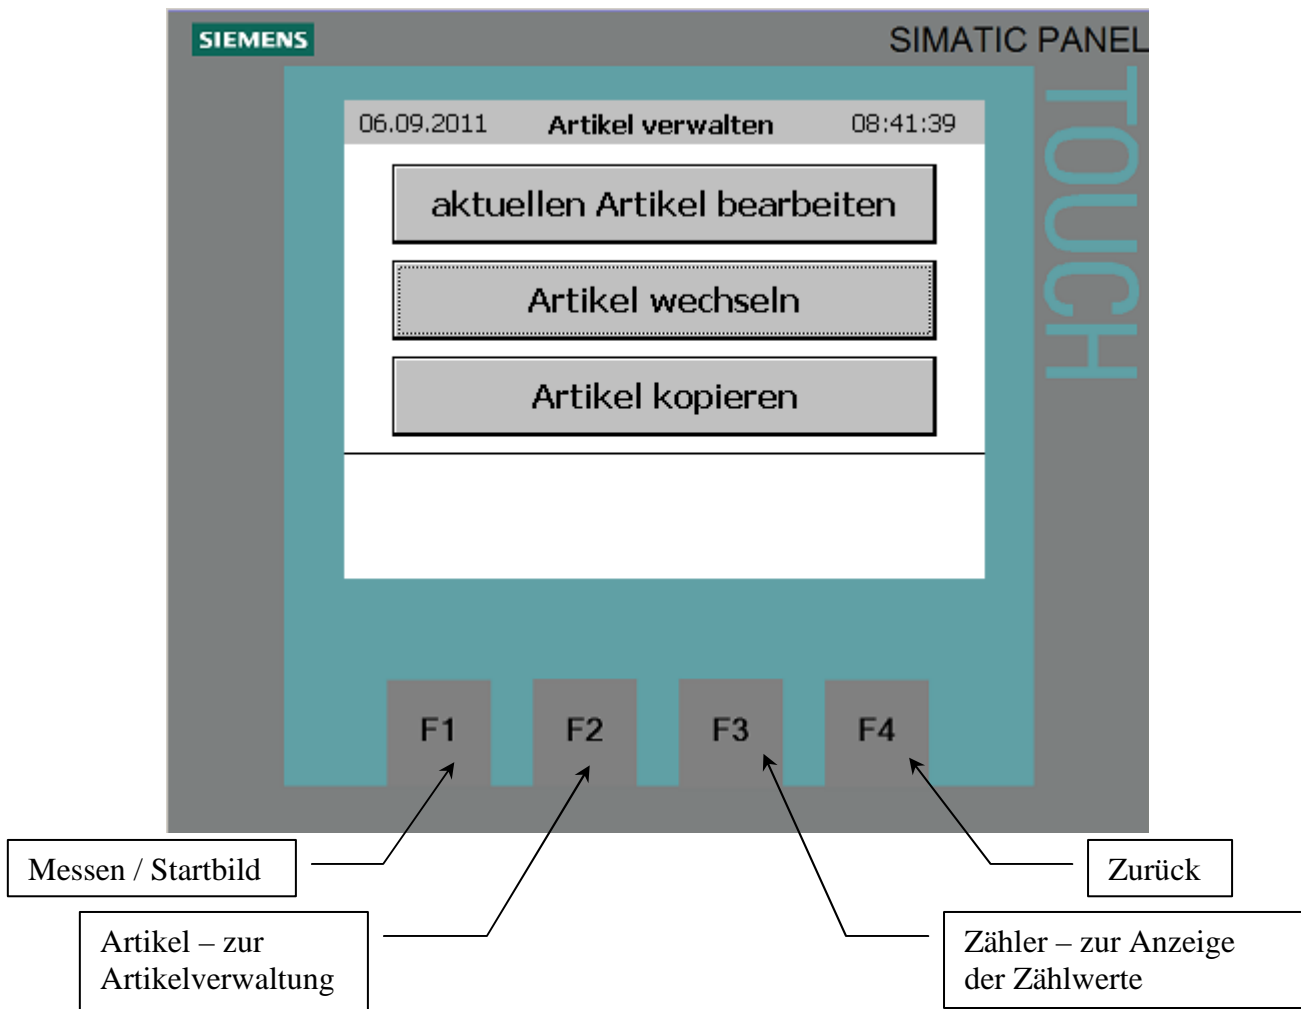 SIEMENS
SIMATIC PANEL
TOUCH
06.09.2011 Artikel verwalten 08:41:39
aktuellen Artikel bearbeiten
Artikel wechseln
Artikel kopieren
F1 F2 F3 F4
Messen / Startbild
Zurück
Artikel – zur
Artikelverwaltung
Zähler – zur Anzeige
der Zählwerte